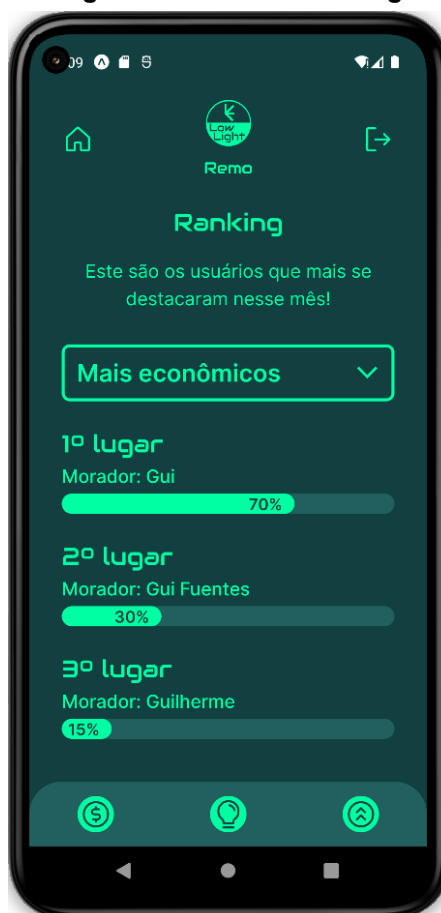 09
Low
Light
Remo
Ranking
Este são os usuários que mais se
destacaram nesse mês!
Mais econômicos
1º lugar
Morador: Gui
70%
2º lugar
Morador: Gui Fuentes
30%
3º lugar
Morador: Guilherme
15%